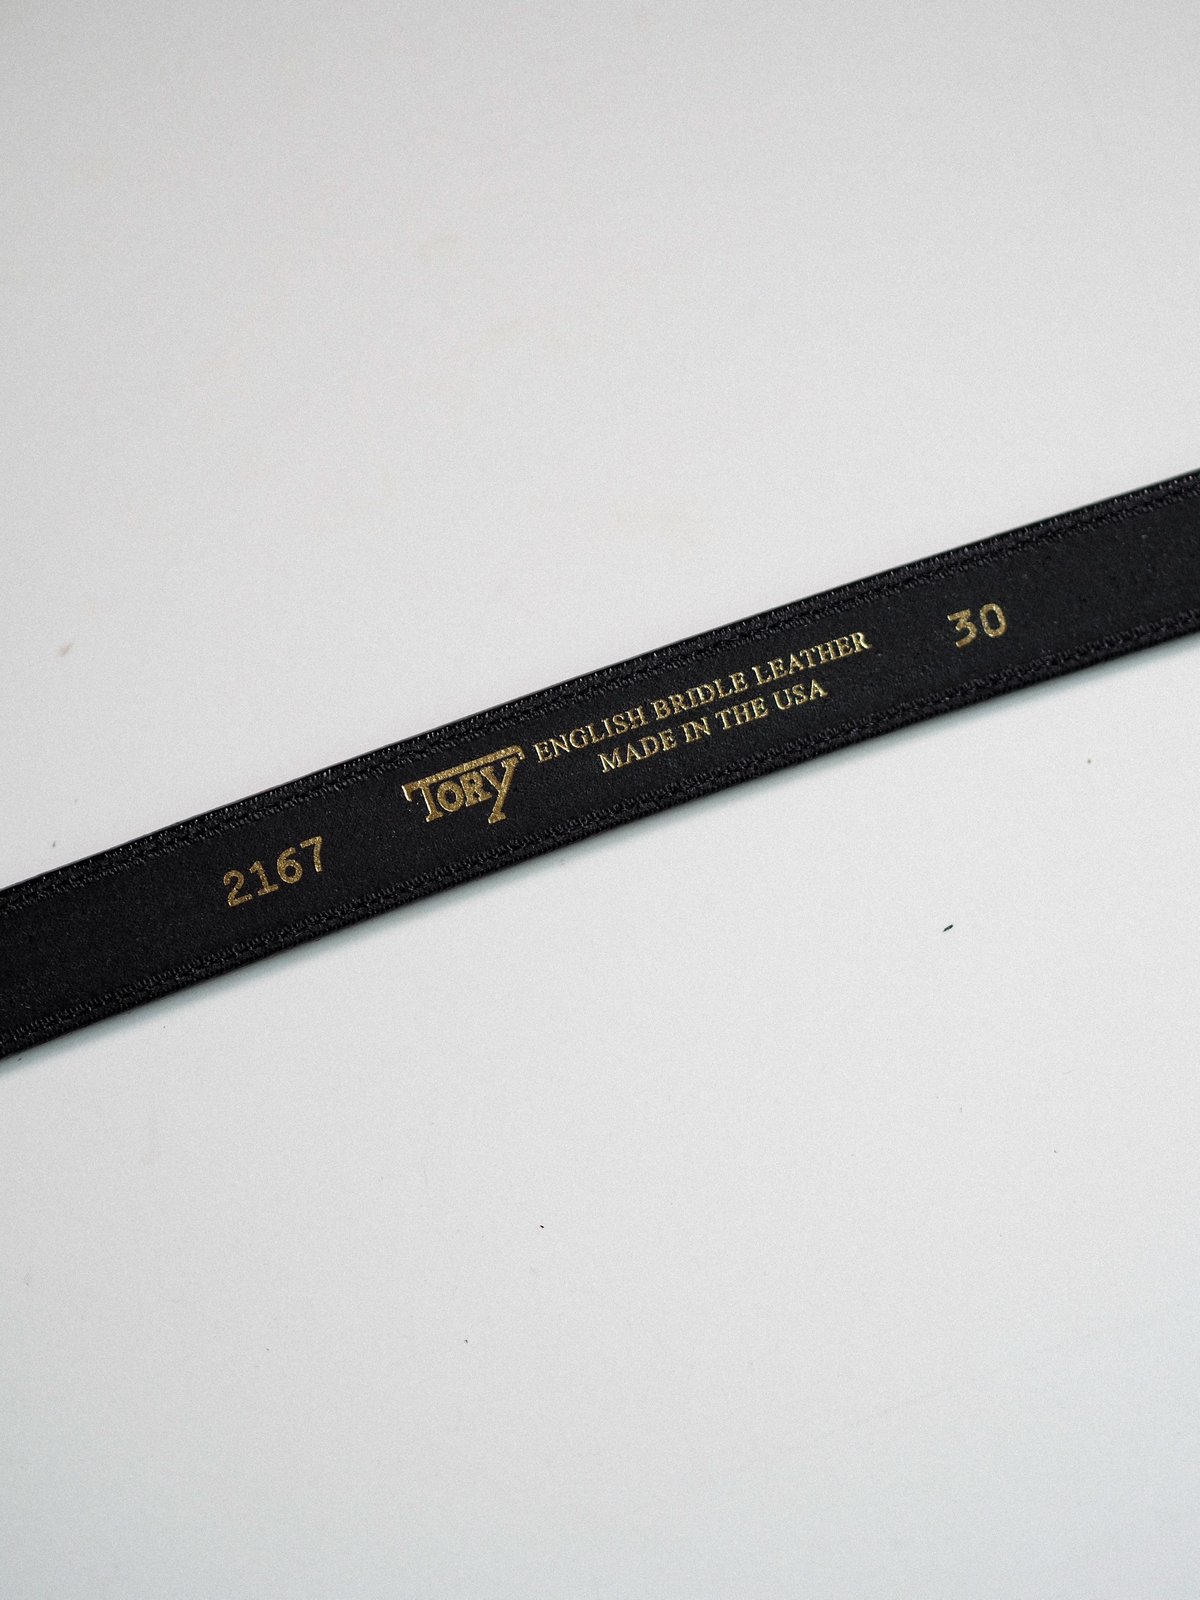 2167
TORY
ENGLISH BRIDLE LEATHER
MADE IN THE USA
30